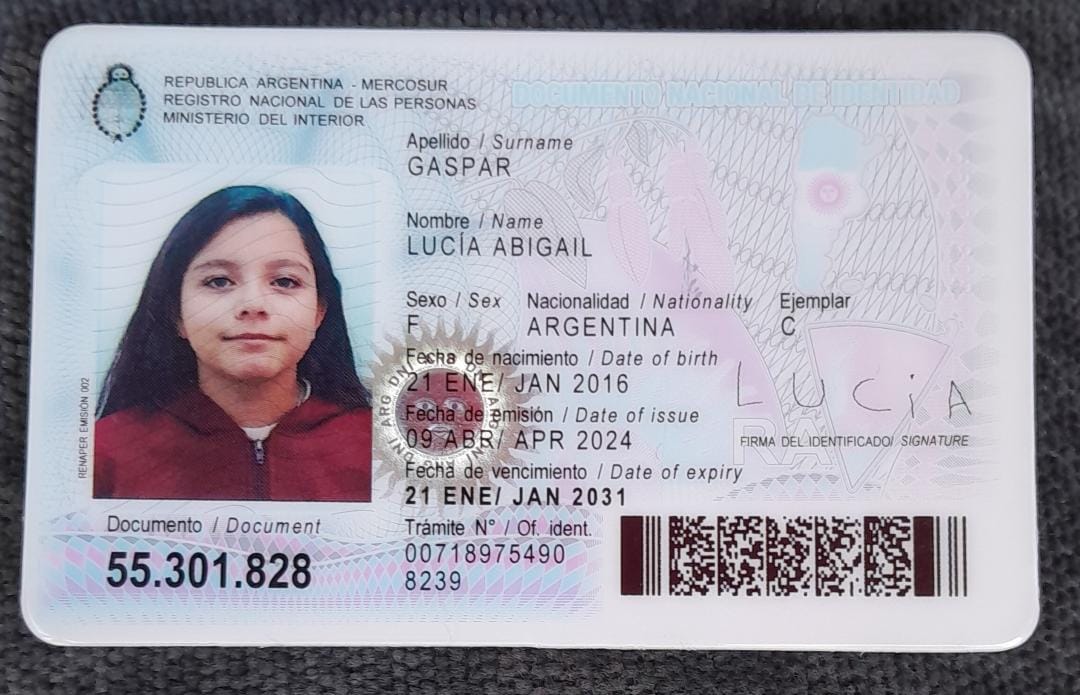 REPUBLICA ARGENTINA - MERCOSUR
REGISTRO NACIONAL DE LAS PERSONAS
MINISTERIO DEL INTERIOR
DOCUMENTO NACIONAL DE IDENTIDAD
Apellido / Surname
GASPAR
Nombre / Name
LUCÍA ABIGAIL
Sexo / Sex Nacionalidad / Nationality Ejemplar
F ARGENTINA C
Fecha de nacimiento / Date of birth
21 ENE/ JAN 2016
Fecha de emisión / Date of issue
09 ABR/ APR 2024
Fecha de vencimiento / Date of expiry
21 ENE/ JAN 2031
LUCiA
FIRMA DEL IDENTIFICADO/ SIGNATURE
RA
RENAPER EMISIÓN 002
Documento / Document
55.301.828
Trámite N° / Of. ident.
00718975490
8239